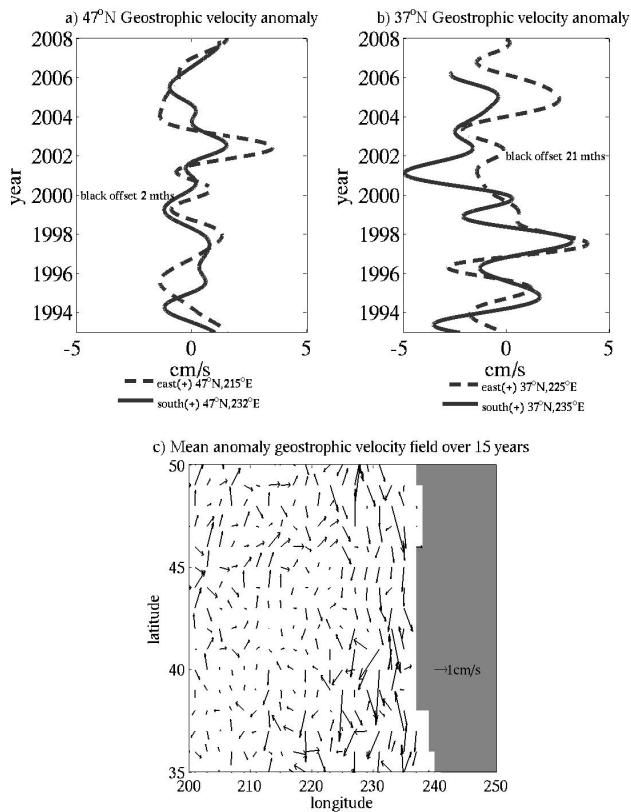 a) 47°N Geostrophic velocity anomaly
2008
2006
2004
2002
2000
1998
1996
1994
year
black offset 2 mths
-5 0 5
cm/s
east(+) 47°N,215°E
south(+) 47°N,232°E
b) 37°N Geostrophic velocity anomaly
2008
2006
2004
2002
2000
1998
1996
1994
year
black offset 21 mths
-5 0 5
cm/s
east(+) 37°N,225°E
south(+) 37°N,235°E
c) Mean anomaly geostrophic velocity field over 15 years
50
45
40
35
latitude
→1cm/s
200 210 220 230 240 250
longitude